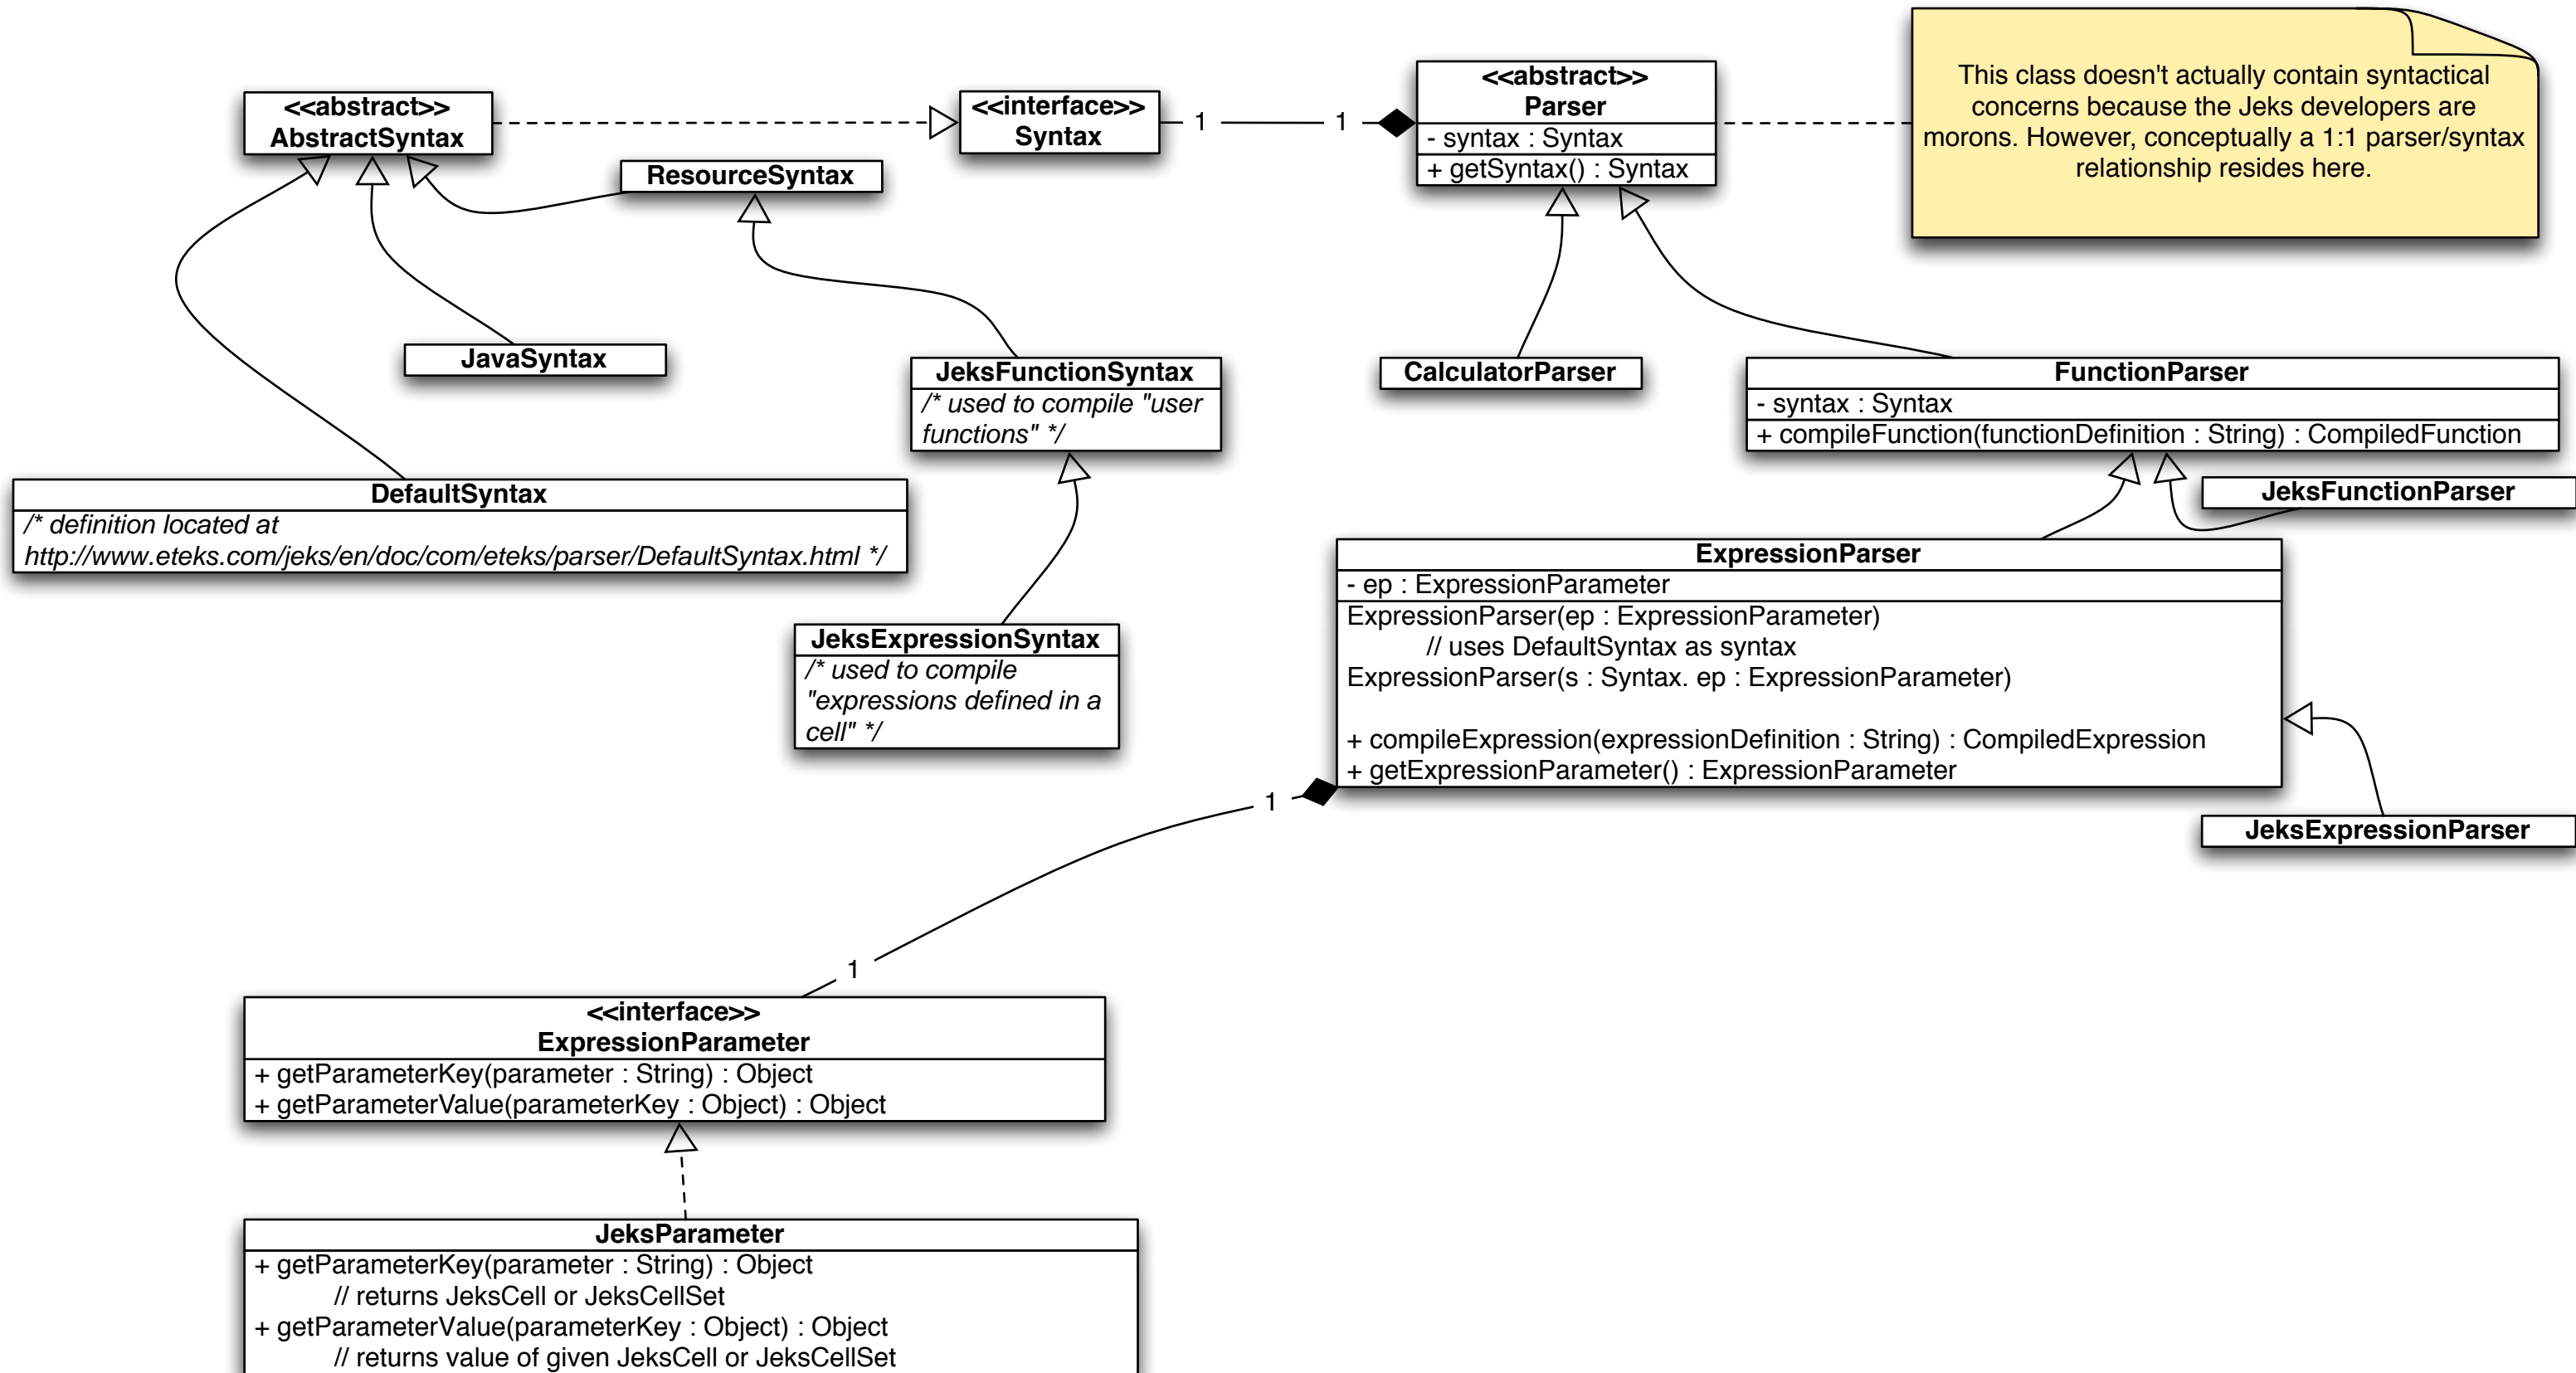 <<abstract>>
AbstractSyntax
<<interface>>
Syntax
1
1
<<abstract>>
Parser
- syntax : Syntax
+ getSyntax() : Syntax
This class doesn't actually contain syntactical
concerns because the Jeks developers are
morons. However, conceptually a 1:1 parser/syntax
relationship resides here.
ResourceSyntax
JavaSyntax
JeksFunctionSyntax
/* used to compile "user
functions" */
CalculatorParser
FunctionParser
- syntax : Syntax
+ compileFunction(functionDefinition : String) : CompiledFunction
DefaultSyntax
/* definition located at
http://www.eteks.com/jeks/en/doc/com/eteks/parser/DefaultSyntax.html */
JeksFunctionParser
ExpressionParser
- ep : ExpressionParameter
ExpressionParser(ep : ExpressionParameter)
// uses DefaultSyntax as syntax
ExpressionParser(s : Syntax. ep : ExpressionParameter)
+ compileExpression(expressionDefinition : String) : CompiledExpression
+ getExpressionParameter() : ExpressionParameter
JeksExpressionSyntax
/* used to compile
"expressions defined in a
cell" */
JeksExpressionParser
1
1
<<interface>>
ExpressionParameter
+ getParameterKey(parameter : String) : Object
+ getParameterValue(parameterKey : Object) : Object
JeksParameter
+ getParameterKey(parameter : String) : Object
// returns JeksCell or JeksCellSet
+ getParameterValue(parameterKey : Object) : Object
// returns value of given JeksCell or JeksCellSet